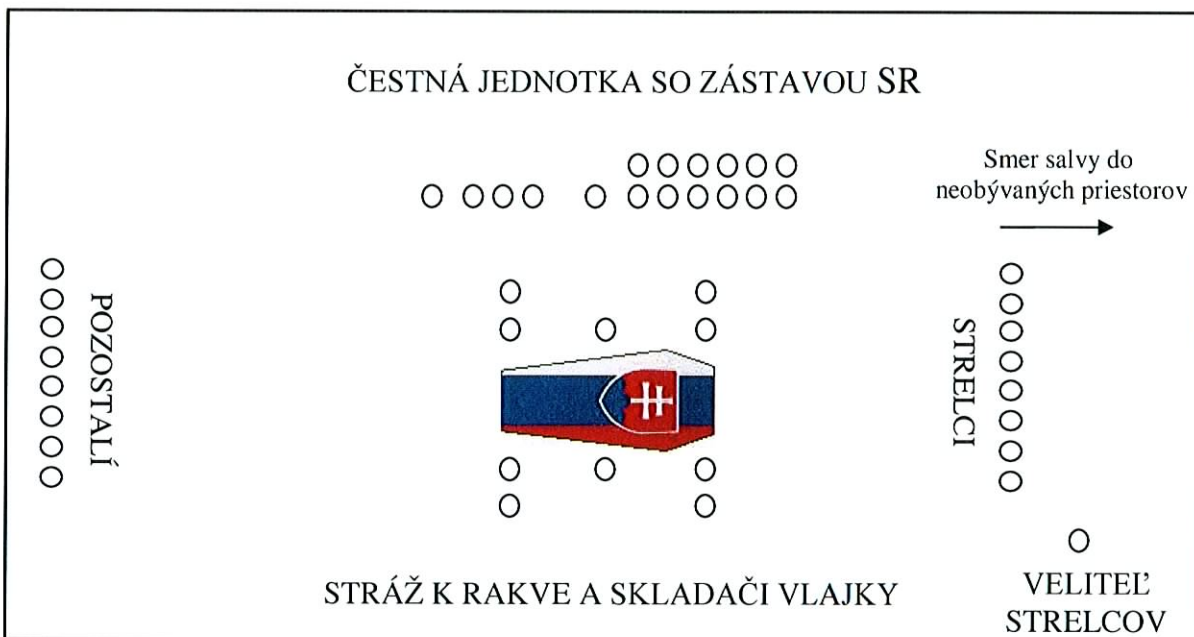 ČESTNÁ JEDNOTKA SO ZÁSTAVOU SR
Smer salvy do
neobývaných priestorov
POZOSTALÍ
STRELCI
STRÁŽ K RAKVE A SKLADAČI VLAJKY
VELITEĽ
STRELCOV